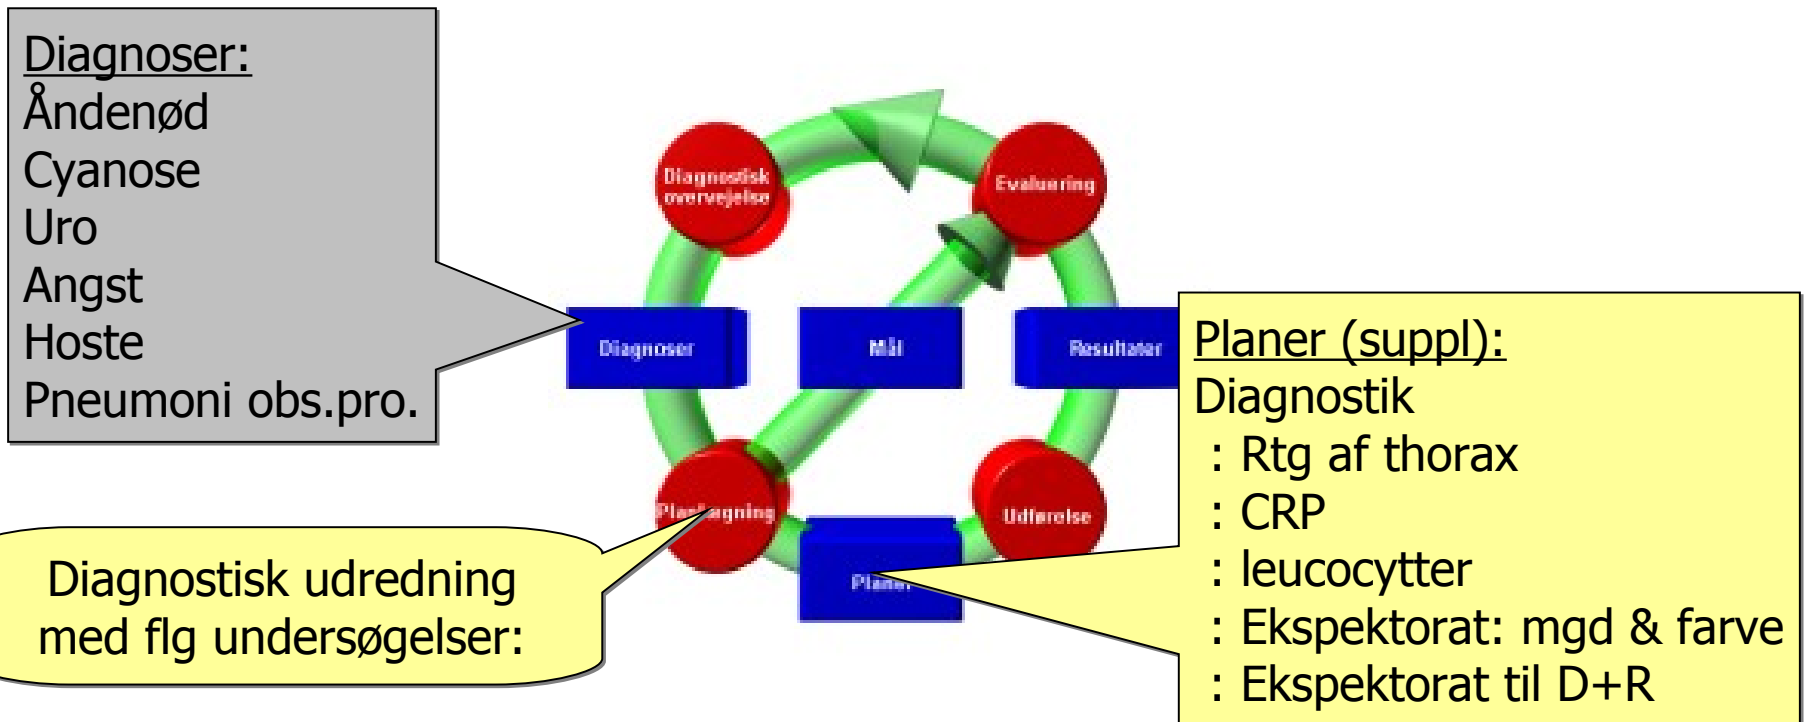 Diagnoser:
Åndenød
Cyanose
Uro
Angst
Hoste
Pneumoni obs.pro.
Diagnostisk
overvejelse
Evaluering
Diagnoser
Mål
Resultater
Udførelse
Diagnostisk udredning
med flg undersøgelser:
Planer (suppl):
Diagnostik
: Rtg af thorax
: CRP
: leucocytter
: Ekspektorat: mgd & farve
: Ekspektorat til D+R